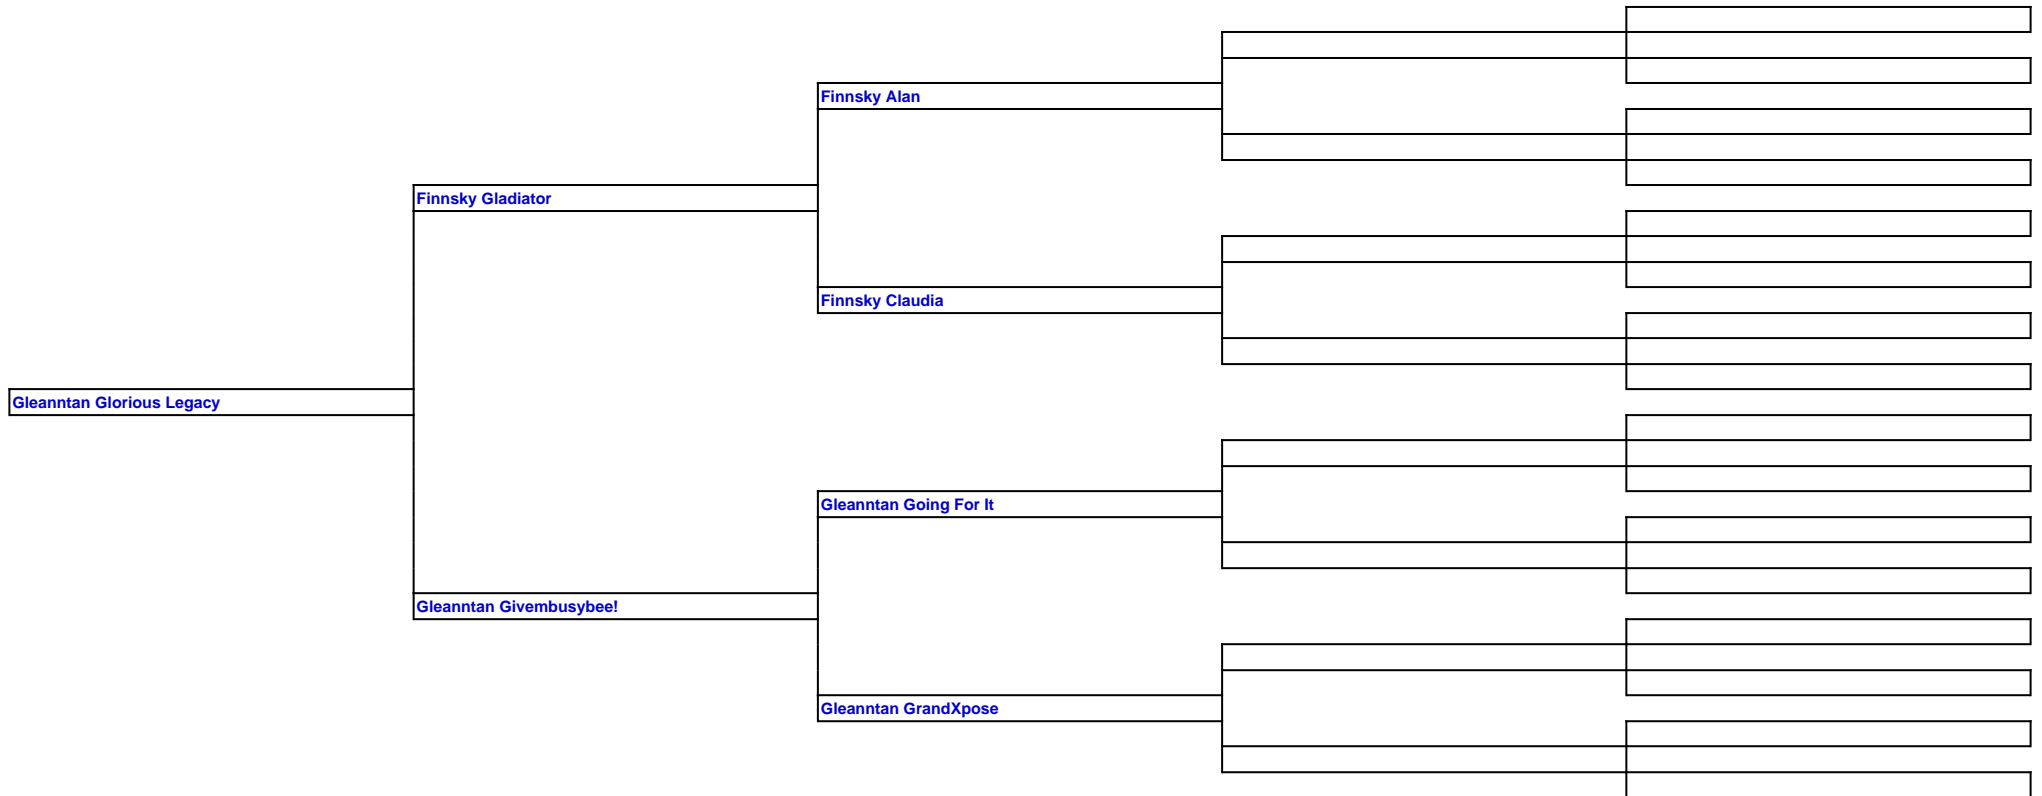 Finnsky Alan
Finnsky Gladiator
Finnsky Claudia
Gleanntan Glorious Legacy
Gleanntan Going For It
Gleanntan Givembusybee!
Gleanntan GrandXpose